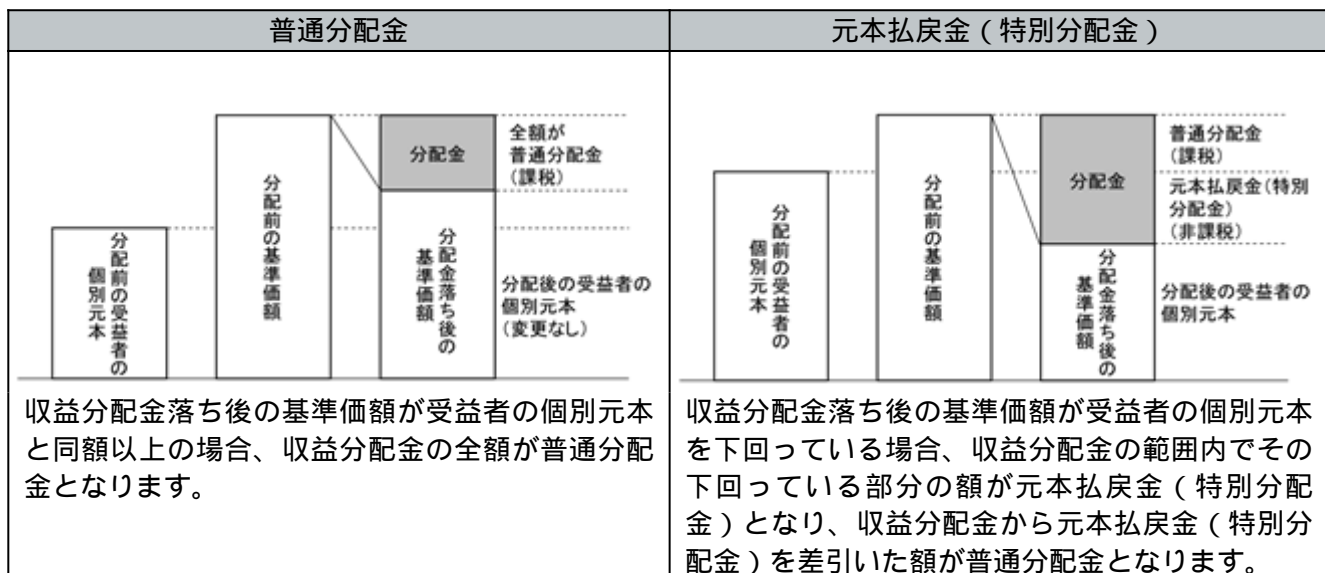 普通分配金
分配前の受益者の
個別元本
分配前の基準価額
分配金
分配金落ち後の
基準価額
全額が
普通分配金
(課税)
分配後の受益者の
個別元本
(変更なし)
収益分配金落ち後の基準価額が受益者の個別元本
と同額以上の場合、収益分配金の全額が普通分配
金となります。
元本払戻金(特別分配金)
分配前の受益者の
個別元本
分配前の基準価額
分配金
分配金落ち後の
基準価額
普通分配金
(課税)
元本払戻金(特別
分配金)
(非課税)
分配後の受益者の
個別元本
収益分配金落ち後の基準価額が受益者の個別元本
を下回っている場合、収益分配金の範囲内でその
下回っている部分の額が元本払戻金(特別分配
金)となり、収益分配金から元本払戻金(特別分
配金)を差引いた額が普通分配金となります。